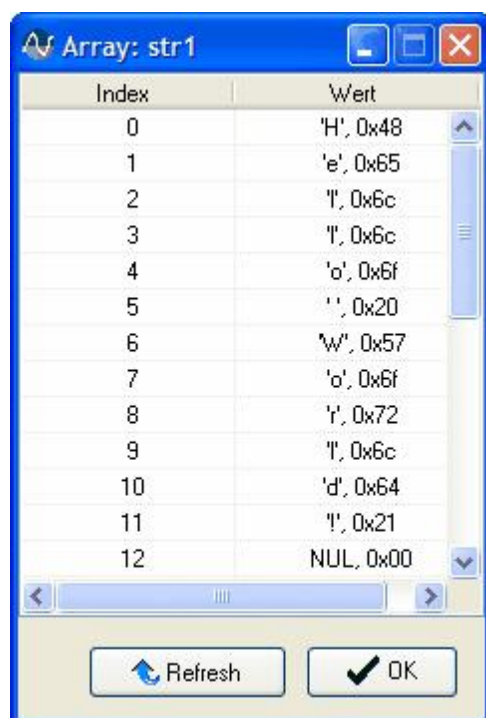 Array: str1
Index Wert
0 'H', 0x48
1 'e', 0x65
2 'l', 0x6c
3 'l', 0x6c
4 'o', 0x6f
5 ' ', 0x20
6 'W', 0x57
7 'o', 0x6f
8 'r', 0x72
9 'l', 0x6c
10 'd', 0x64
11 '!', 0x21
12 NUL, 0x00
Refresh OK